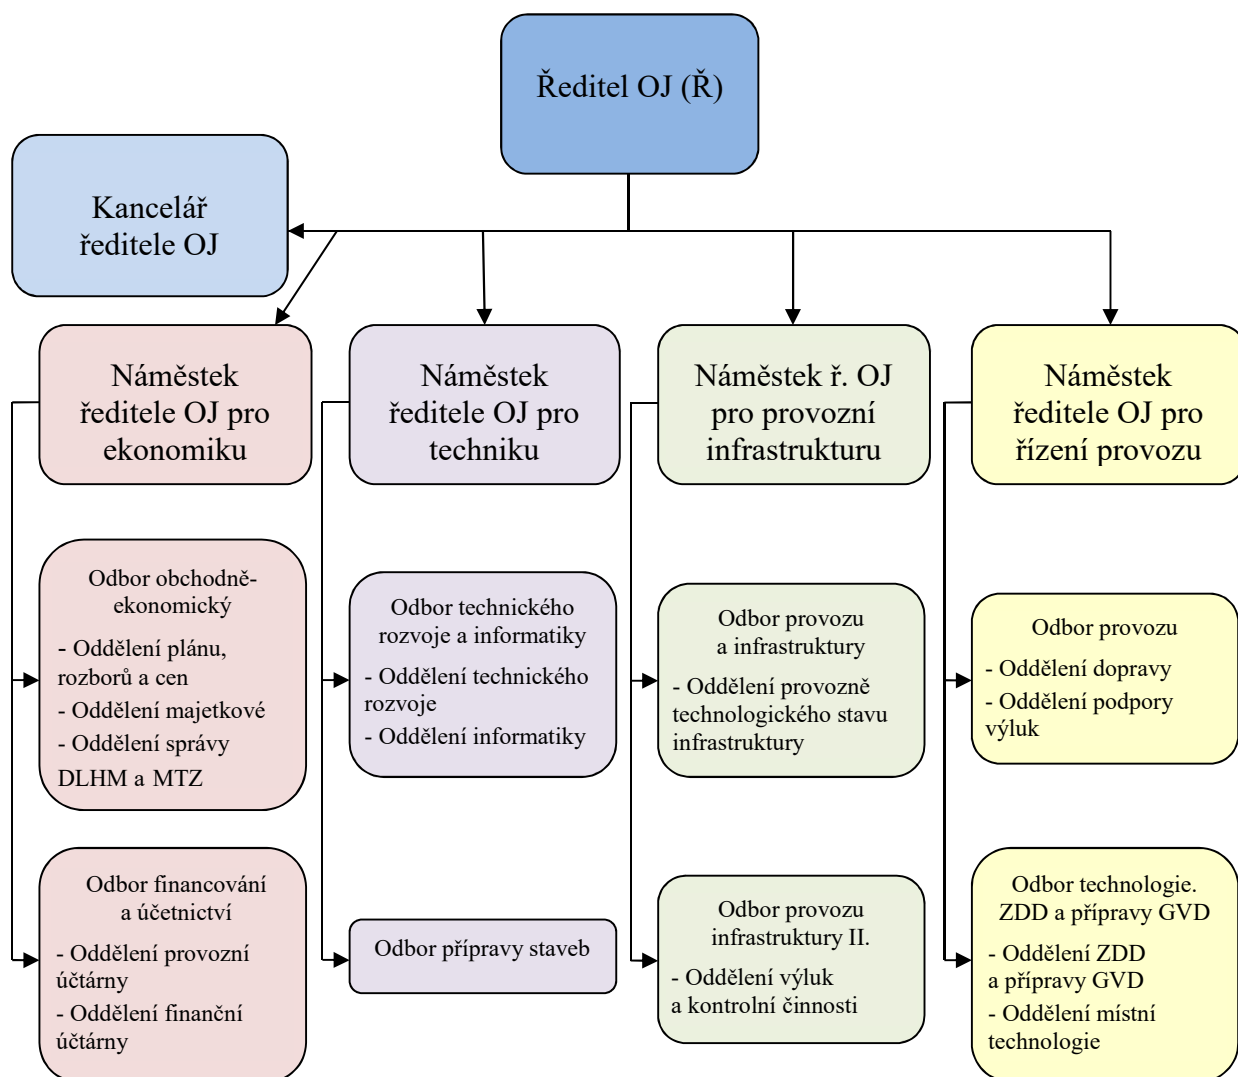 Ředitel OJ (Ř)
Kancelář
ředitele OJ
Náměstek
ředitele OJ pro
ekonomiku
Náměstek
ředitele OJ pro
techniku
Náměstek ř. OJ
pro provozní
infrastrukturu
Náměstek
ředitele OJ pro
řízení provozu
Odbor obchodně-
ekonomický
- Oddělení plánu,
rozborů a cen
- Oddělení majetkové
- Oddělení správy
DLHM a MTZ
Odbor technického
rozvoje a informatiky
- Oddělení technického
rozvoje
- Oddělení informatiky
Odbor provozu
a infrastruktury
- Oddělení provozně
technologického stavu
infrastruktury
Odbor provozu
- Oddělení dopravy
- Oddělení podpory
výluk
Odbor financování
a účetnictví
- Oddělení provozní
účtárny
- Oddělení finanční
účtárny
Odbor přípravy staveb
Odbor provozu
infrastruktury II.
- Oddělení výluk
a kontrolní činnosti
Odbor technologie.
ZDD a přípravy GVD
- Oddělení ZDD
a přípravy GVD
- Oddělení místní
technologie